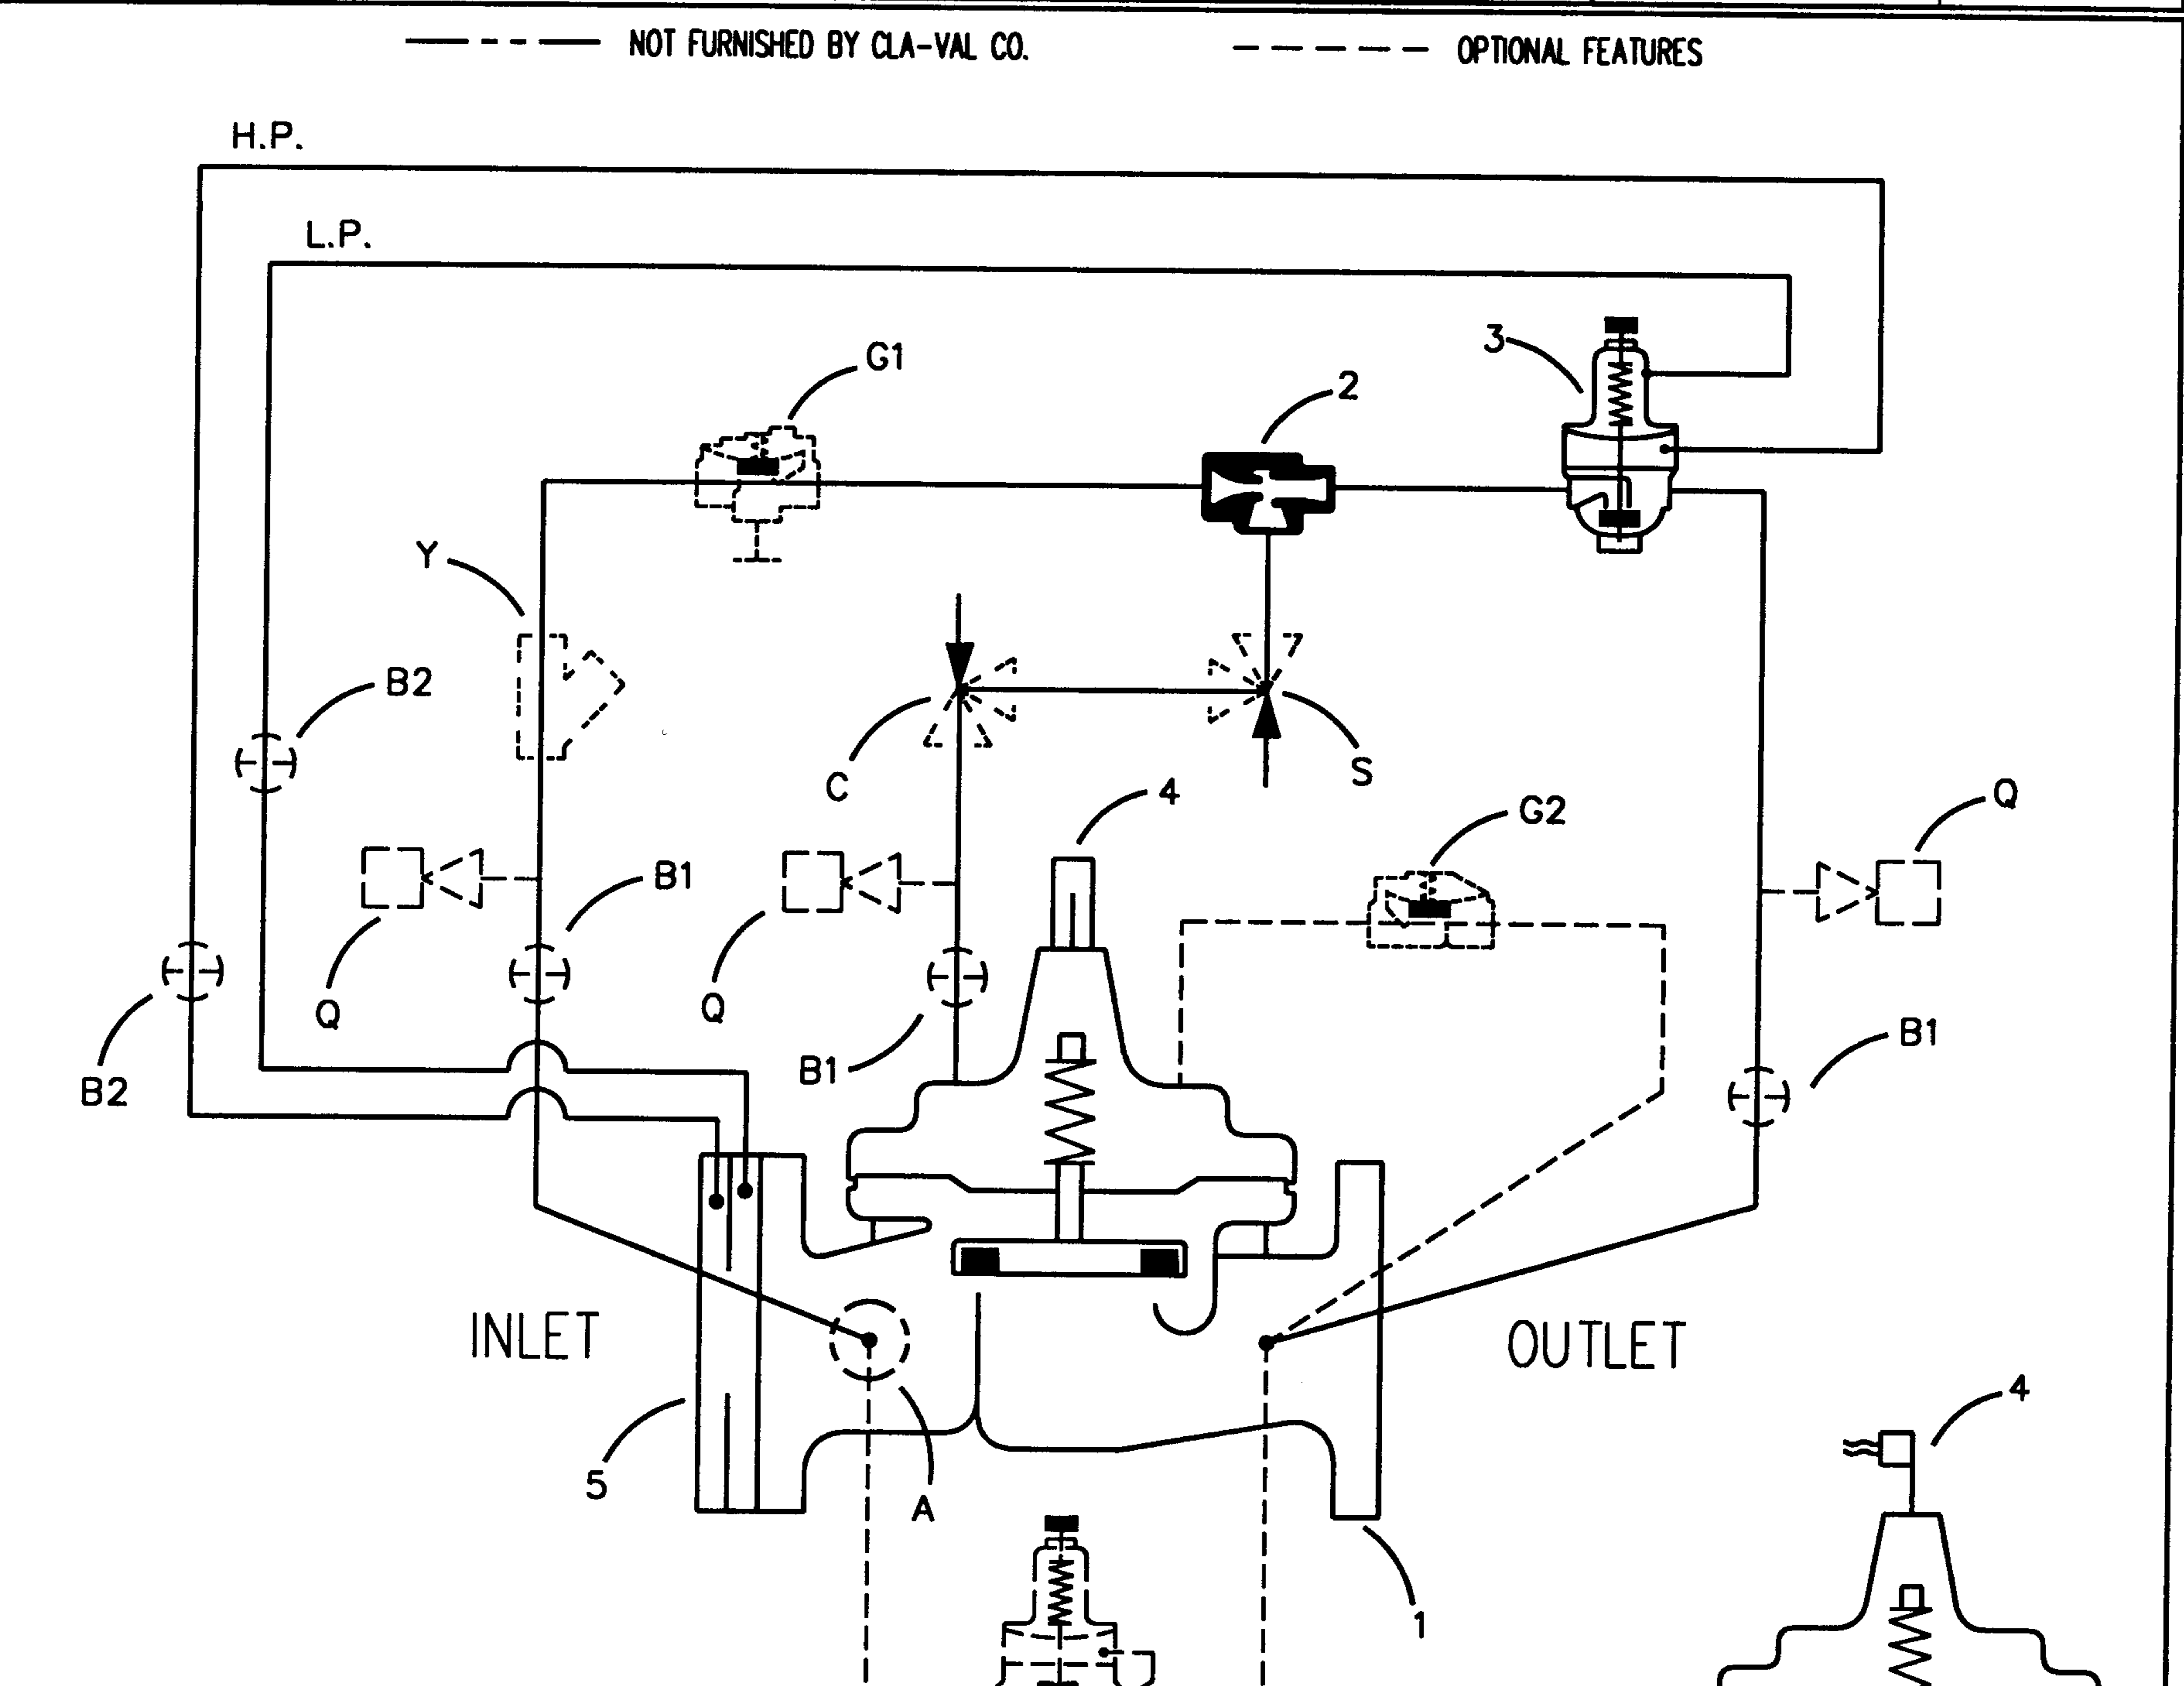 NOT FURNISHED BY CLA-VAL CO.
OPTIONAL FEATURES
H.P.
L.P.
3
G1
2
Y
B2
C
S
4
Q
G2
B1
Q
Q
B1
B2
B1
INLET
OUTLET
4
5
A
1